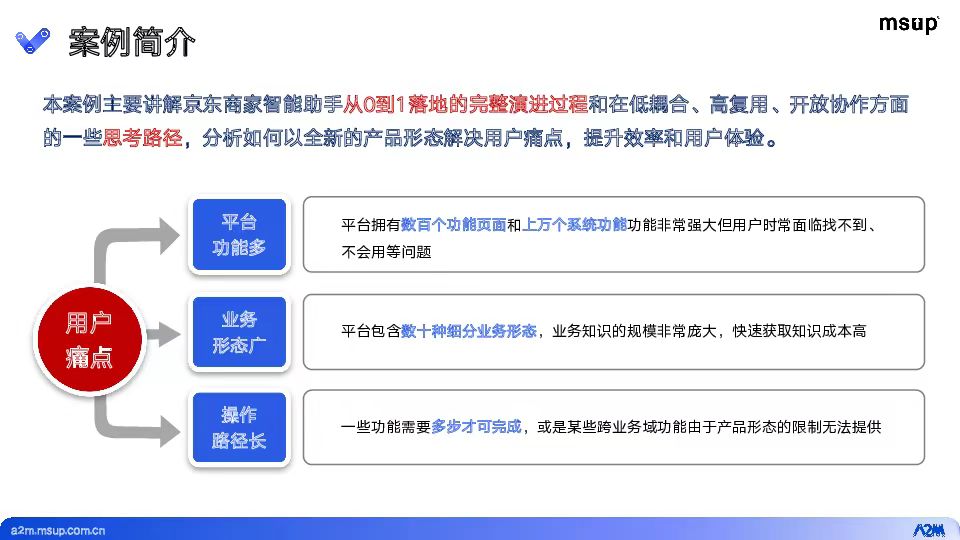 msup
案例简介
本案例主要讲解京东商家智能助手从0到1落地的完整演进过程和在低耦合、高复用、开放协作方面
的一些思考路径，分析如何以全新的产品形态解决用户痛点，提升效率和用户体验。
用户
痛点
平台
功能多
平台拥有数百个功能页面和上万个系统功能功能非常强大但用户时常面临找不到、
不会用等问题
业务
形态广
平台包含数十种细分业务形态，业务知识的规模非常庞大，快速获取知识成本高
操作
路径长
一些功能需要多步才可完成，或是某些跨业务域功能由于产品形态的限制无法提供
a2m.msup.com.cn
A2M